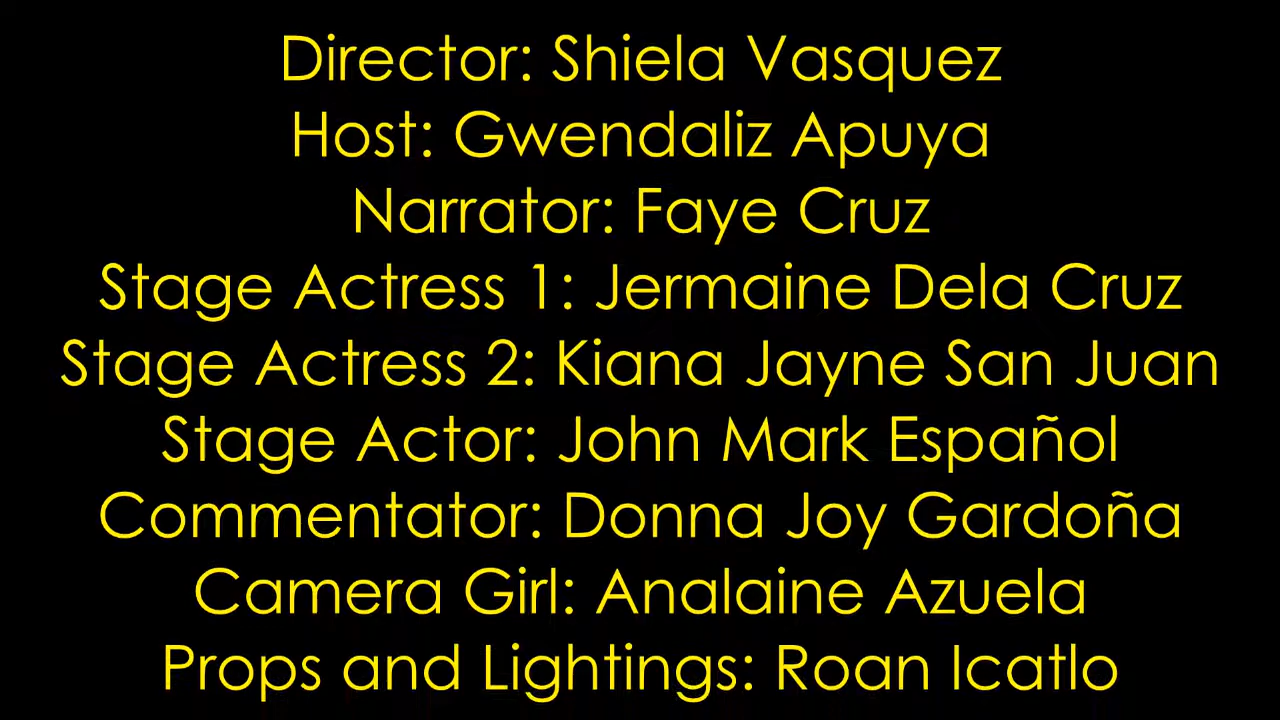 Director: Shiela Vasquez
Host: Gwendaliz Apuya
Narrator: Faye Cruz
Stage Actress 1: Jermaine Dela Cruz
Stage Actress 2: Kiana Jayne San Juan
Stage Actor: John Mark Español
Commentator: Donna Joy Gardoña
Camera Girl: Analaine Azuela
Props and Lightings: Roan Icatlo